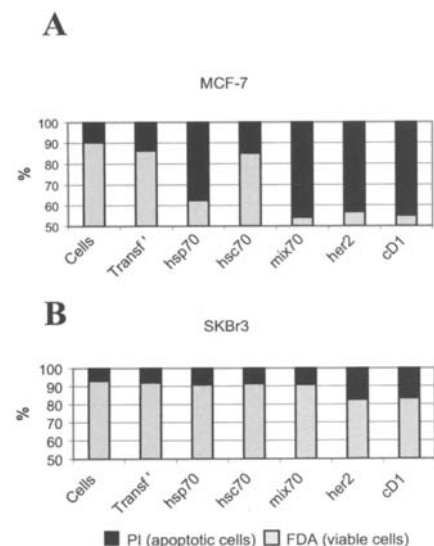 A
MCF-7
100
90
80
70
60
50
%
Cells
Transf'
hsp70
hsc70
mix70
her2
cD1
B
SKBr3
100
90
80
70
60
50
%
Cells
Transf'
hsp70
hsc70
mix70
her2
cD1
PI (apoptotic cells) FDA (viable cells)